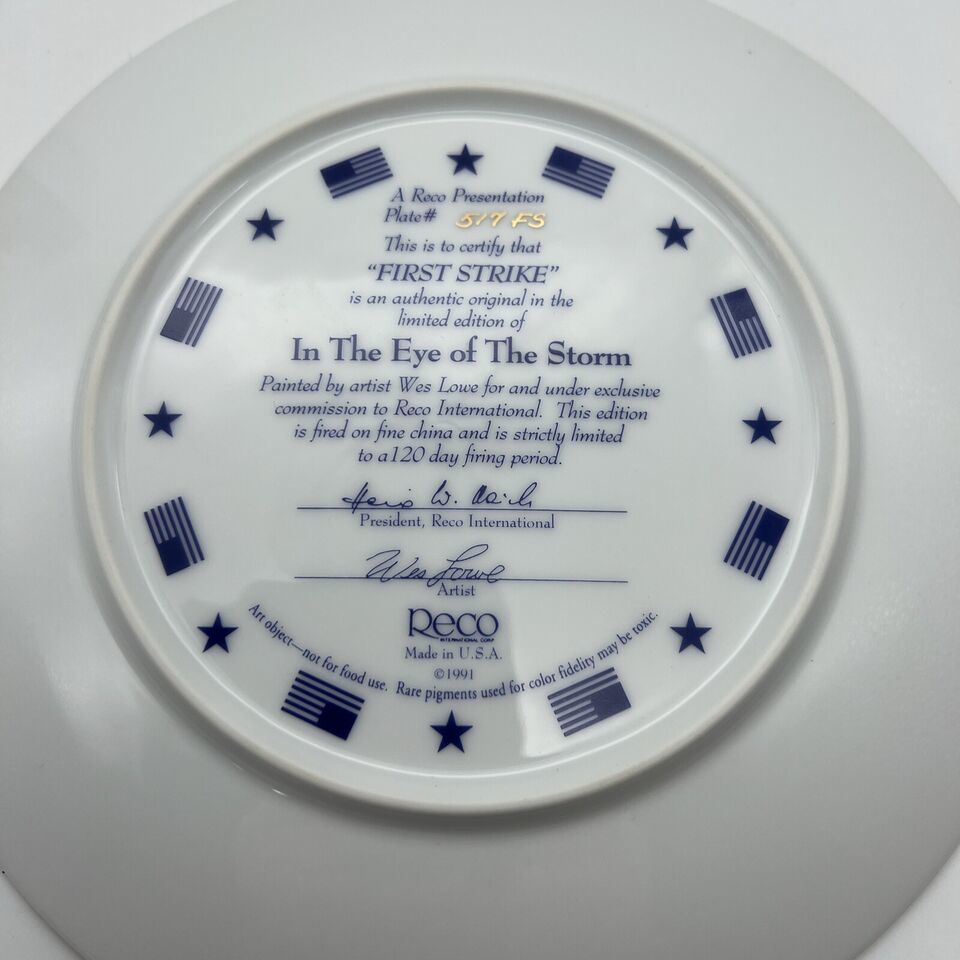 A Reco Presentation
Plate# 517 FS
This is to certify that
"FIRST STRIKE"
is an authentic original in the
limited edition of
In The Eye of The Storm
Painted by artist Wes Lowe for and under exclusive
commission to Reco International. This edition
is fired on fine china and is strictly limited
to a 120 day firing period.
President, Reco International
Wes Lowe
Artist
Reco
INTERNATIONAL CORP
Made in U.S.A.
©1991
Art object—not for food use. Rare pigments used for color fidelity may be toxic.